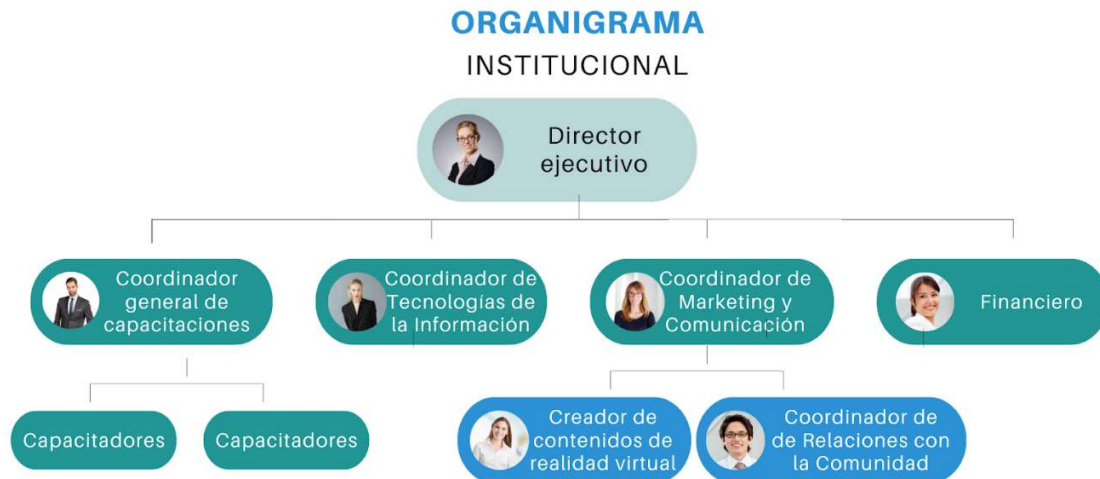 ORGANIGRAMA
INSTITUCIONAL
Director
ejecutivo
Coordinador
general de
capacitaciones
Coordinador de
Tecnologías de
la Información
Coordinador de
Marketing y
Comunicación
Financiero
Capacitadores
Capacitadores
Creador de
contenidos de
realidad virtual
Coordinador de
de Relaciones con
la Comunidad